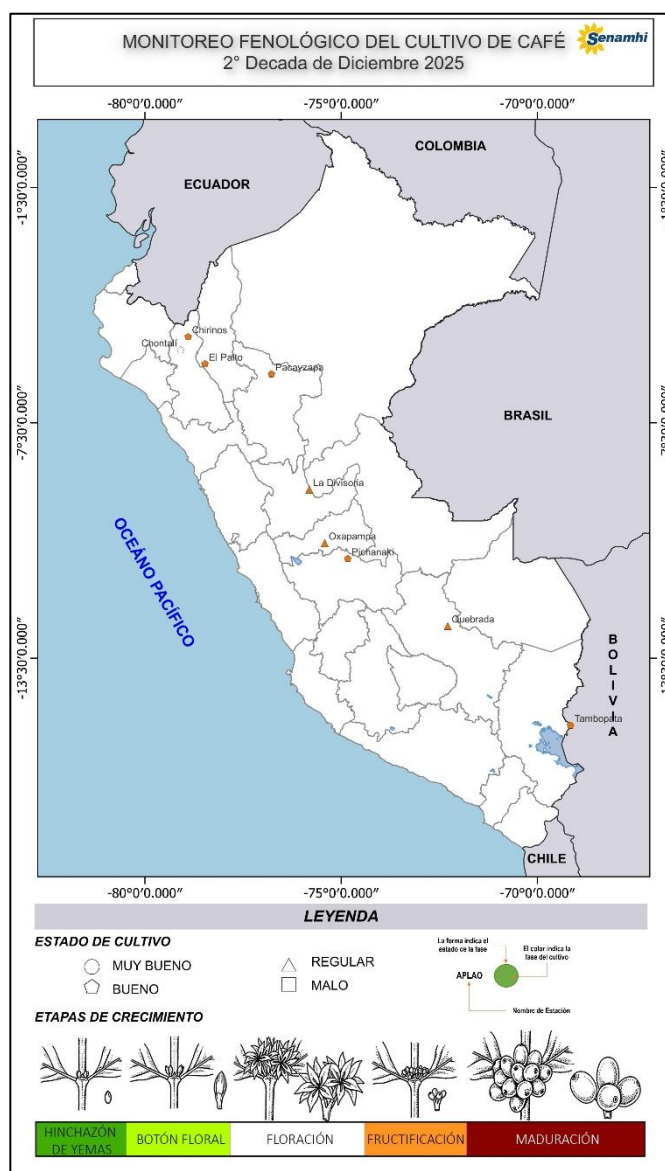 MONITOREO FENOLÓGICO DEL CULTIVO DE CAFÉ
2° Decada de Diciembre 2025
Senamhi
-80°0'0.000" -75°0'0.000" -70°0'0.000"
-1°30'0.000"
-7°30'0.000"
-13°30'0.000"
COLOMBIA
ECUADOR
Chirinos
Chontalí
El Palto
Pacayzapa
BRASIL
La Divisoria
OCEÁNO PACÍFICO
Oxapampa
Pichanaki
Quebrada
BOLIVIA
Tambopata
CHILE
-80°0'0.000" -75°0'0.000" -70°0'0.000"
LEYENDA
ESTADO DE CULTIVO
MUY BUENO
BUENO
REGULAR
MALO
La forma indica el
estado de la fase
El color indica la
fase del cultivo
APLAO
Nombre de Estación
ETAPAS DE CRECIMIENTO
HINCHAZÓN
DE YEMAS
BOTÓN FLORAL
FLORACIÓN
FRUCTIFICACIÓN
MADURACIÓN